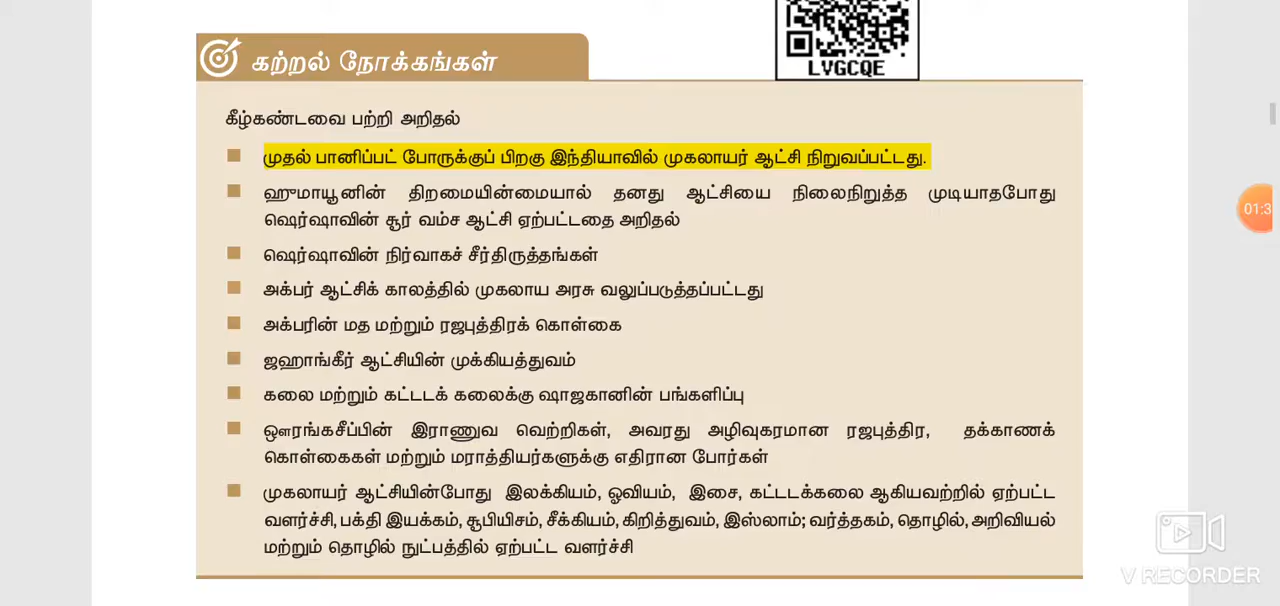 LVGCQE
கற்றல் நோக்கங்கள்
கீழ்கண்டவை பற்றி அறிதல்
முதல் பானிப்பட் போருக்குப் பிறகு இந்தியாவில் முகலாயர் ஆட்சி நிறுவப்பட்டது.
ஹுமாயூனின் திறமையின்மையால் தனது ஆட்சியை நிலைநிறுத்த முடியாதபோது
ஷெர்ஷாவின் சூர் வம்ச ஆட்சி ஏற்பட்டதை அறிதல்
ஷெர்ஷாவின் நிர்வாகச் சீர்திருத்தங்கள்
அக்பர் ஆட்சிக் காலத்தில் முகலாய அரசு வலுப்படுத்தப்பட்டது
அக்பரின் மத மற்றும் ரஜபுத்திரக் கொள்கை
ஜஹாங்கீர் ஆட்சியின் முக்கியத்துவம்
கலை மற்றும் கட்டடக் கலைக்கு ஷாஜகானின் பங்களிப்பு
ஔரங்கசீப்பின் இராணுவ வெற்றிகள், அவரது அழிவுகரமான ரஜபுத்திர, தக்காணக்
கொள்கைகள் மற்றும் மராத்தியர்களுக்கு எதிரான போர்கள்
முகலாயர் ஆட்சியின்போது இலக்கியம், ஓவியம், இசை, கட்டடக்கலை ஆகியவற்றில் ஏற்பட்ட
வளர்ச்சி, பக்தி இயக்கம், சூபியிசம், சீக்கியம், கிறித்துவம், இஸ்லாம்; வர்த்தகம், தொழில், அறிவியல்
மற்றும் தொழில் நுட்பத்தில் ஏற்பட்ட வளர்ச்சி
01:3
V RECORDER